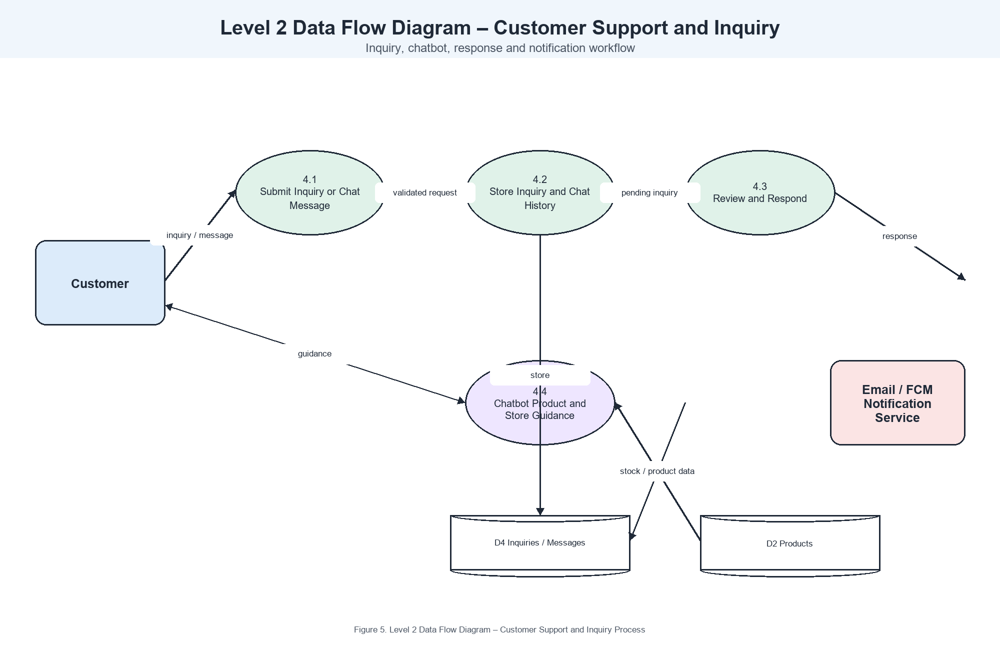 Level 2 Data Flow Diagram – Customer Support and Inquiry
Inquiry, chatbot, response and notification workflow
4.1
Submit Inquiry or Chat
Message
validated request
4.2
Store Inquiry and Chat
History
pending inquiry
4.3
Review and Respond
inquiry / message
response
Customer
guidance
store
4.4
Chatbot Product and
Store Guidance
Email / FCM
Notification
Service
stock / product data
D4 Inquiries / Messages
D2 Products
Figure 5. Level 2 Data Flow Diagram – Customer Support and Inquiry Process